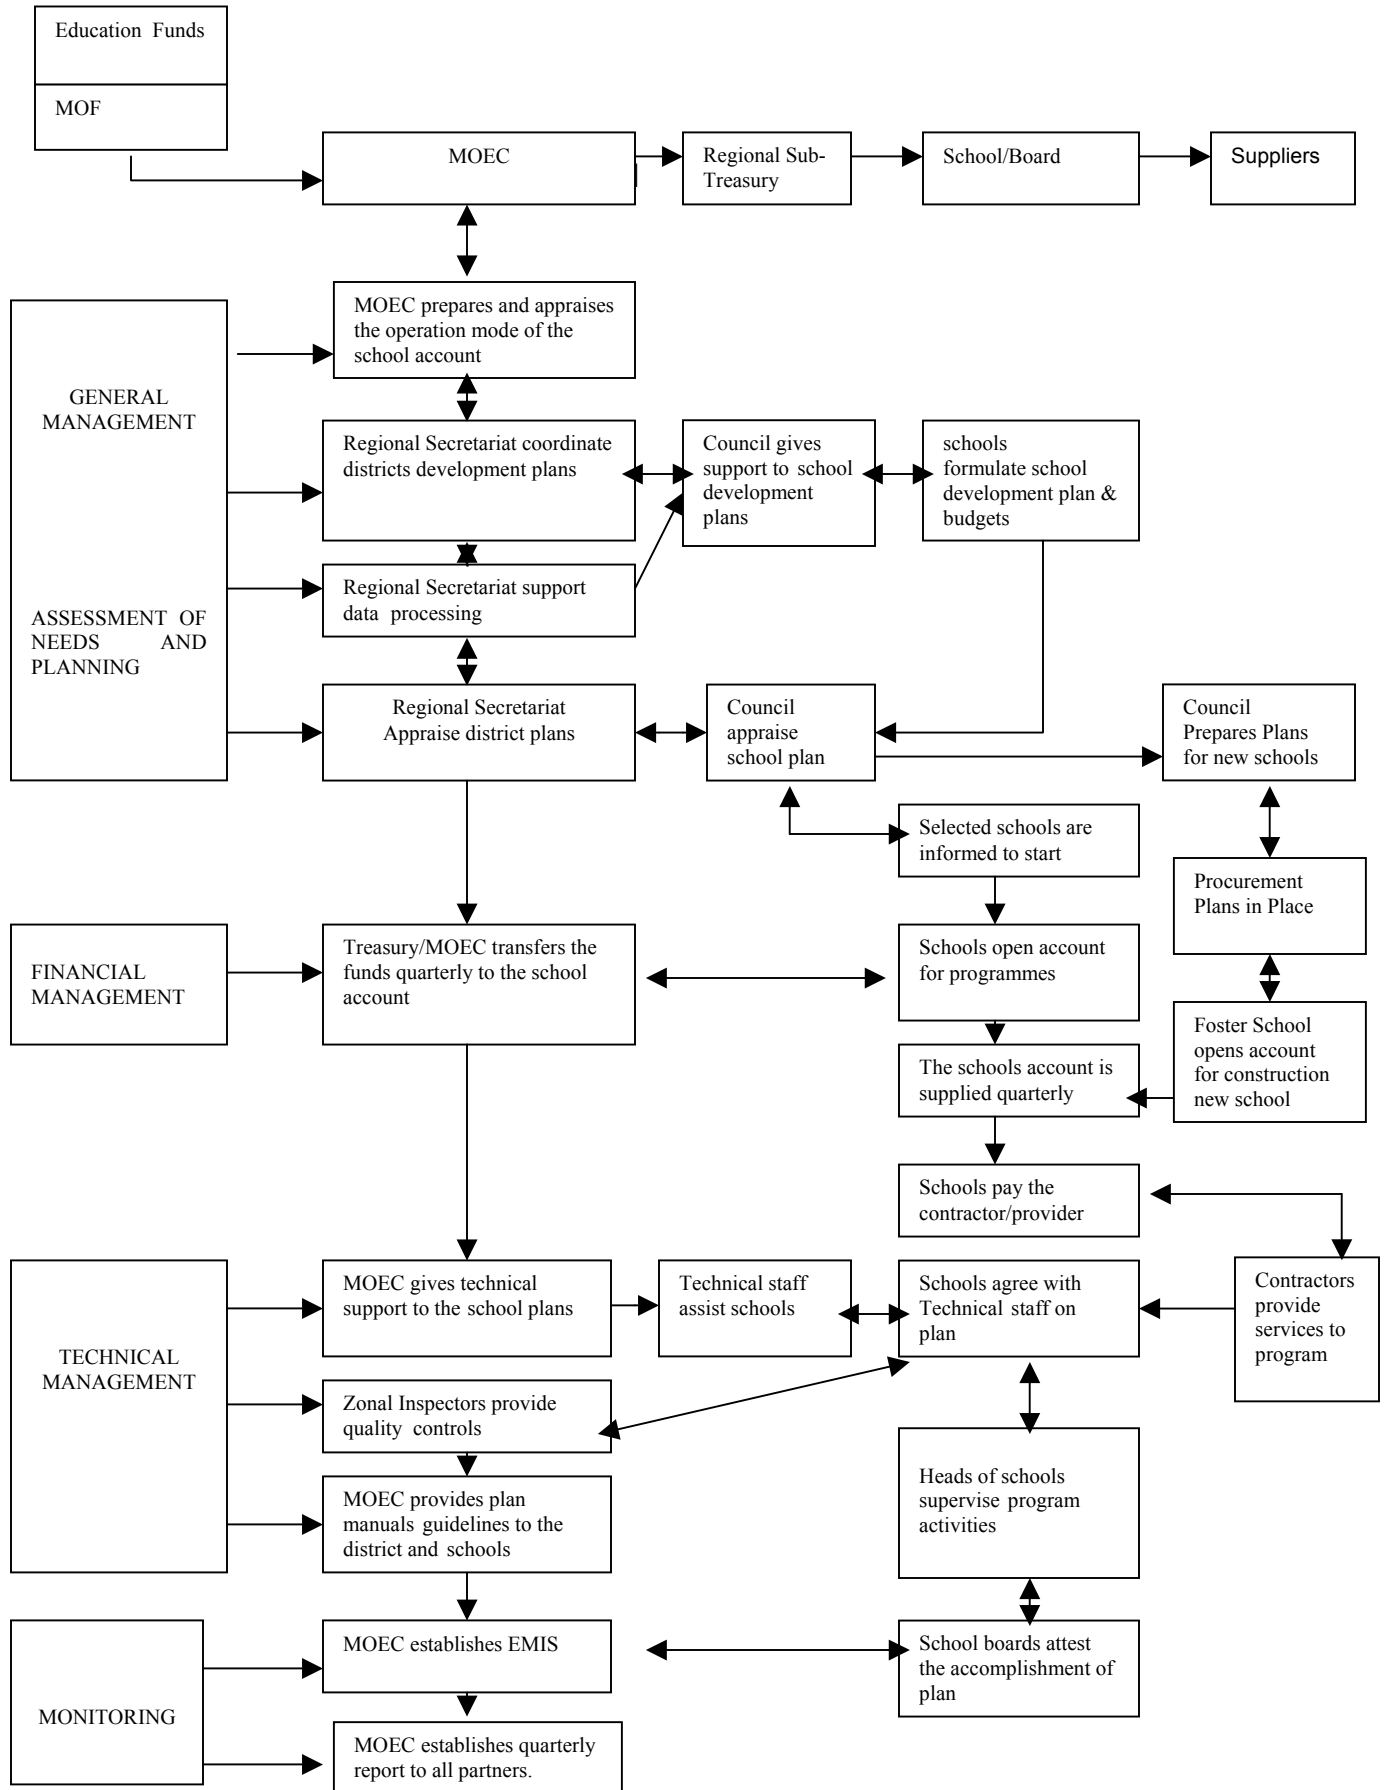 Education Funds
MOF
MOEC
Regional Sub-
Treasury
School/Board
Suppliers
MOEC prepares and appraises
the operation mode of the
school account
GENERAL
MANAGEMENT
Regional Secretariat coordinate
districts development plans
Council gives
support to school
development
plans
schools
formulate school
development plan &
budgets
Regional Secretariat support
data processing
ASSESSMENT OF
NEEDS AND
PLANNING
Regional Secretariat
Appraise district plans
Council
appraise
school plan
Council
Prepares Plans
for new schools
Selected schools are
informed to start
Procurement
Plans in Place
FINANCIAL
MANAGEMENT
Treasury/MOEC transfers the
funds quarterly to the school
account
Schools open account
for programmes
Foster School
opens account
for construction
new school
The schools account is
supplied quarterly
Schools pay the
contractor/provider
MOEC gives technical
support to the school plans
Technical staff
assist schools
Schools agree with
Technical staff on
plan
Contractors
provide
services to
program
TECHNICAL
MANAGEMENT
Zonal Inspectors provide
quality controls
MOEC provides plan
manuals guidelines to the
district and schools
Heads of schools
supervise program
activities
MOEC establishes EMIS
School boards attest
the accomplishment of
plan
MONITORING
MOEC establishes quarterly
report to all partners.